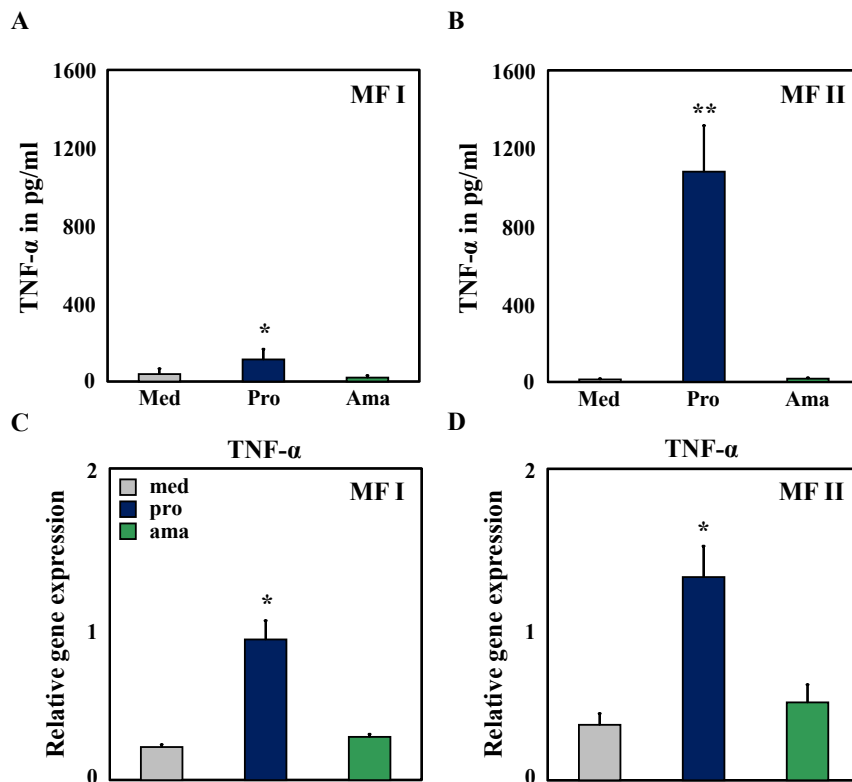 A
TNF-α in pg/ml
1600
1200
800
400
0
MF I
*
Med Pro Ama
B
TNF-α in pg/ml
1600
1200
800
400
0
MF II
**
Med Pro Ama
C
TNF-α
Relative gene expression
2
1
0
med
pro
ama
MF I
*
D
TNF-α
Relative gene expression
2
1
0
MF II
*